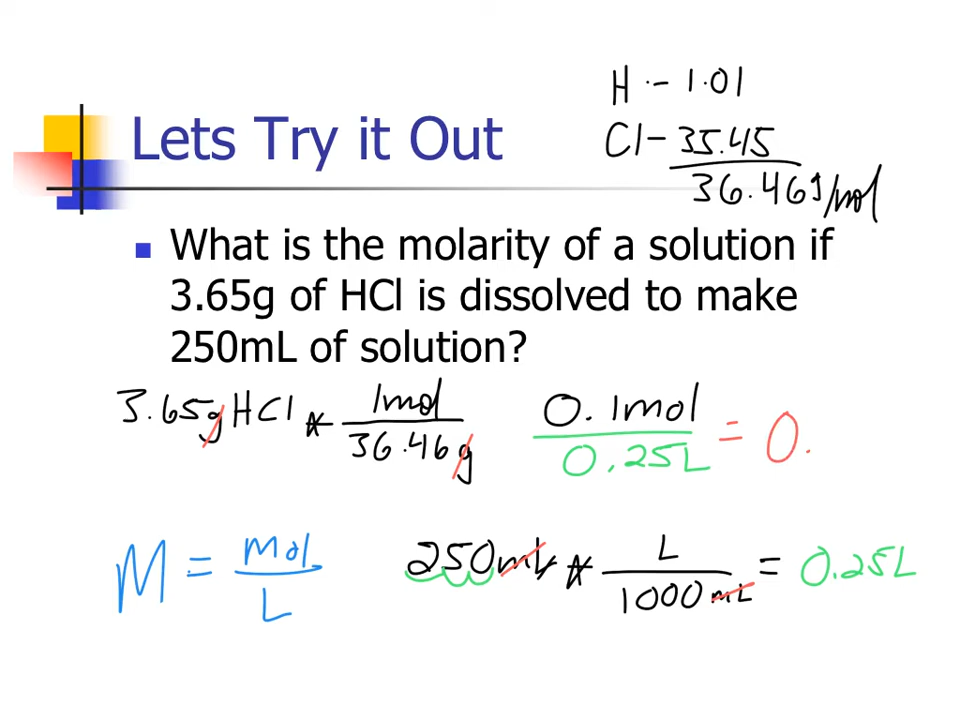 H - 1.01
Cl - 35.45
36.46g/mol
Lets Try it Out
What is the molarity of a solution if
3.65g of HCl is dissolved to make
250mL of solution?
3.65g HCl * 1mol / 36.46g
0.1mol / 0.25L = 0.
M = mol / L
250mL * L / 1000mL = 0.25L